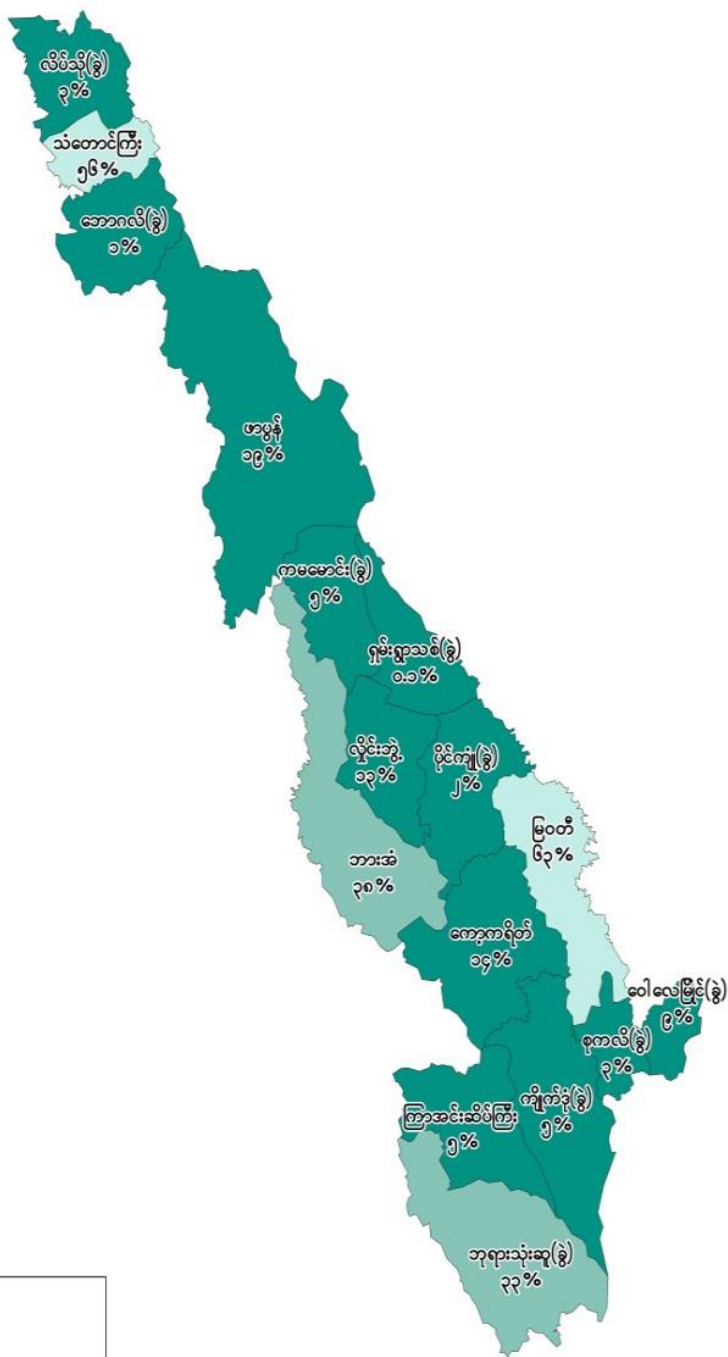 လိပ်သို(ခွဲ)
၃%
သံတောင်ကြီး
၅၆%
ဘောဂလိ(ခွဲ)
၁%
ဖာပွန်
၁၉%
ကမမောင်း(ခွဲ)
၅%
ရှမ်းရွာသစ်(ခွဲ)
၀.၁%
လှိုင်းဘွဲ့
၁၃%
ပိုင်ကျုံ(ခွဲ)
၂%
မြဝတီ
၆၃%
ဘားအံ
၃၈%
ကော့ကရိတ်
၁၄%
ဝေါလေမြိုင်(ခွဲ)
၉%
စုကလိ(ခွဲ)
၃%
ကျိုက်ဒုံ(ခွဲ)
၅%
ကြာအင်းဆိပ်ကြီး
၅%
ဘုရားသုံးဆူ(ခွဲ)
၃၃%